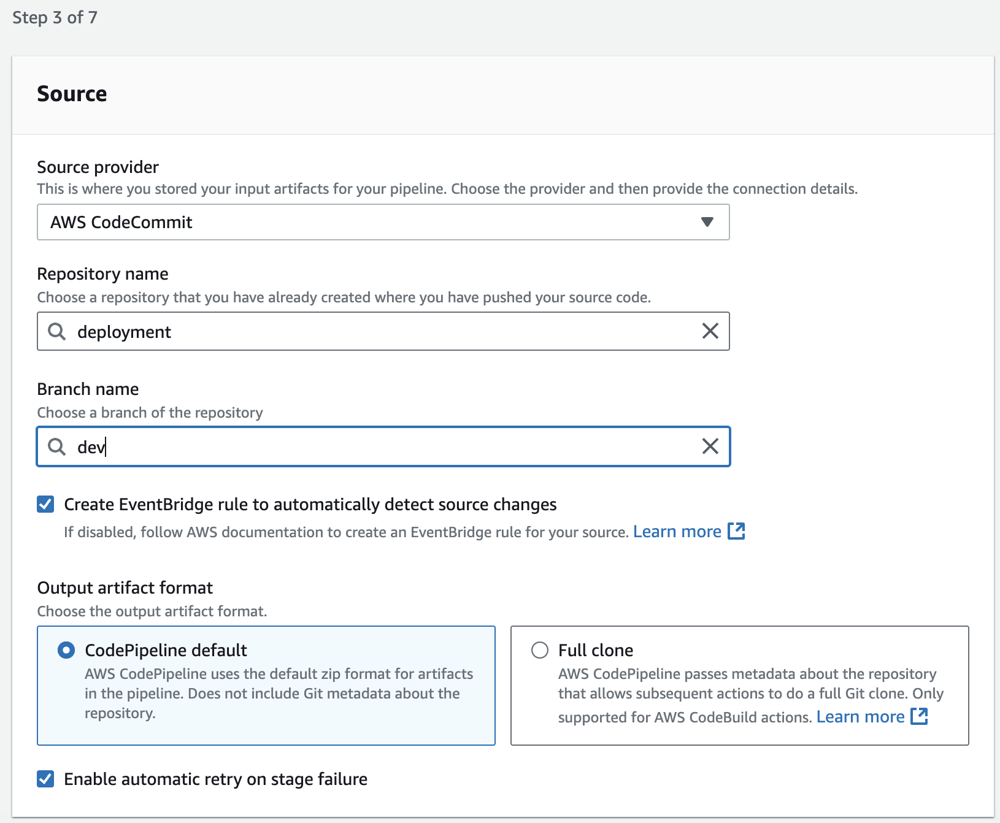 Step 3 of 7
Source
Source provider
This is where you stored your input artifacts for your pipeline. Choose the provider and then provide the connection details.
AWS CodeCommit
Repository name
Choose a repository that you have already created where you have pushed your source code.
deployment
Branch name
Choose a branch of the repository
dev
Create EventBridge rule to automatically detect source changes
If disabled, follow AWS documentation to create an EventBridge rule for your source. Learn more
Output artifact format
Choose the output artifact format.
CodePipeline default
AWS CodePipeline uses the default zip format for artifacts
in the pipeline. Does not include Git metadata about the
repository.
Full clone
AWS CodePipeline passes metadata about the repository
that allows subsequent actions to do a full Git clone. Only
supported for AWS CodeBuild actions. Learn more
Enable automatic retry on stage failure